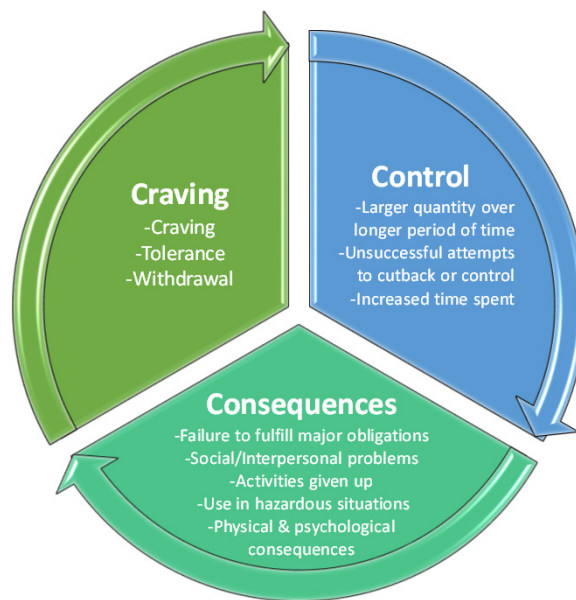 Craving
-Craving
-Tolerance
-Withdrawal
Control
-Larger quantity over
longer period of time
-Unsuccessful attempts
to cutback or control
-Increased time spent
Consequences
-Failure to fulfill major obligations
-Social/Interpersonal problems
-Activities given up
-Use in hazardous situations
-Physical & psychological
consequences